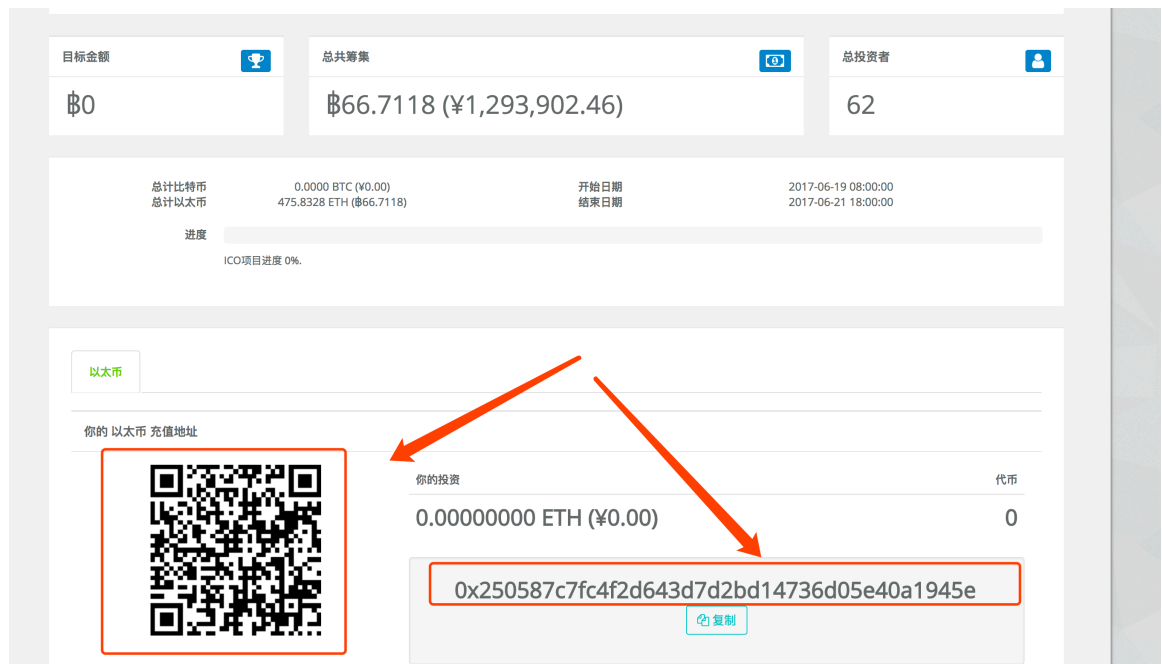 目标金额
฿0
总共筹集
฿66.7118 (¥1,293,902.46)
总投资者
62
总计比特币 0.0000 BTC (¥0.00) 开始日期 2017-06-19 08:00:00
总计以太币 475.8328 ETH (฿66.7118) 结束日期 2017-06-21 18:00:00
进度
ICO项目进度 0%.
以太币
你的 以太币 充值地址
你的投资 代币
0.00000000 ETH (¥0.00) 0
0x250587c7fc4f2d643d7d2bd14736d05e40a1945e
复制